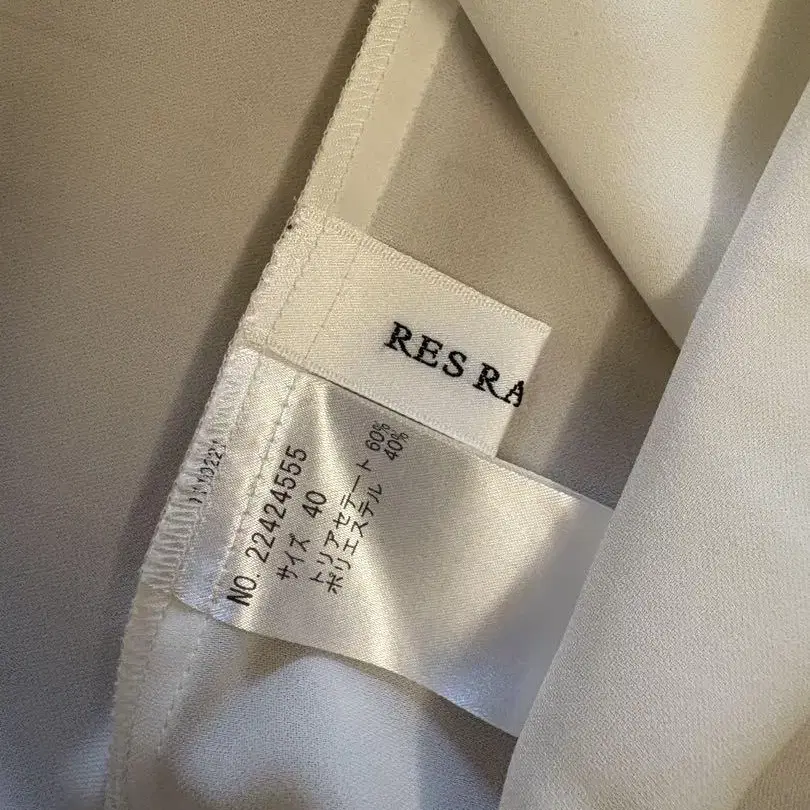 RES RA
NO. 22424555
サイズ 40
トリアセテート 60%
ポリエステル 40%